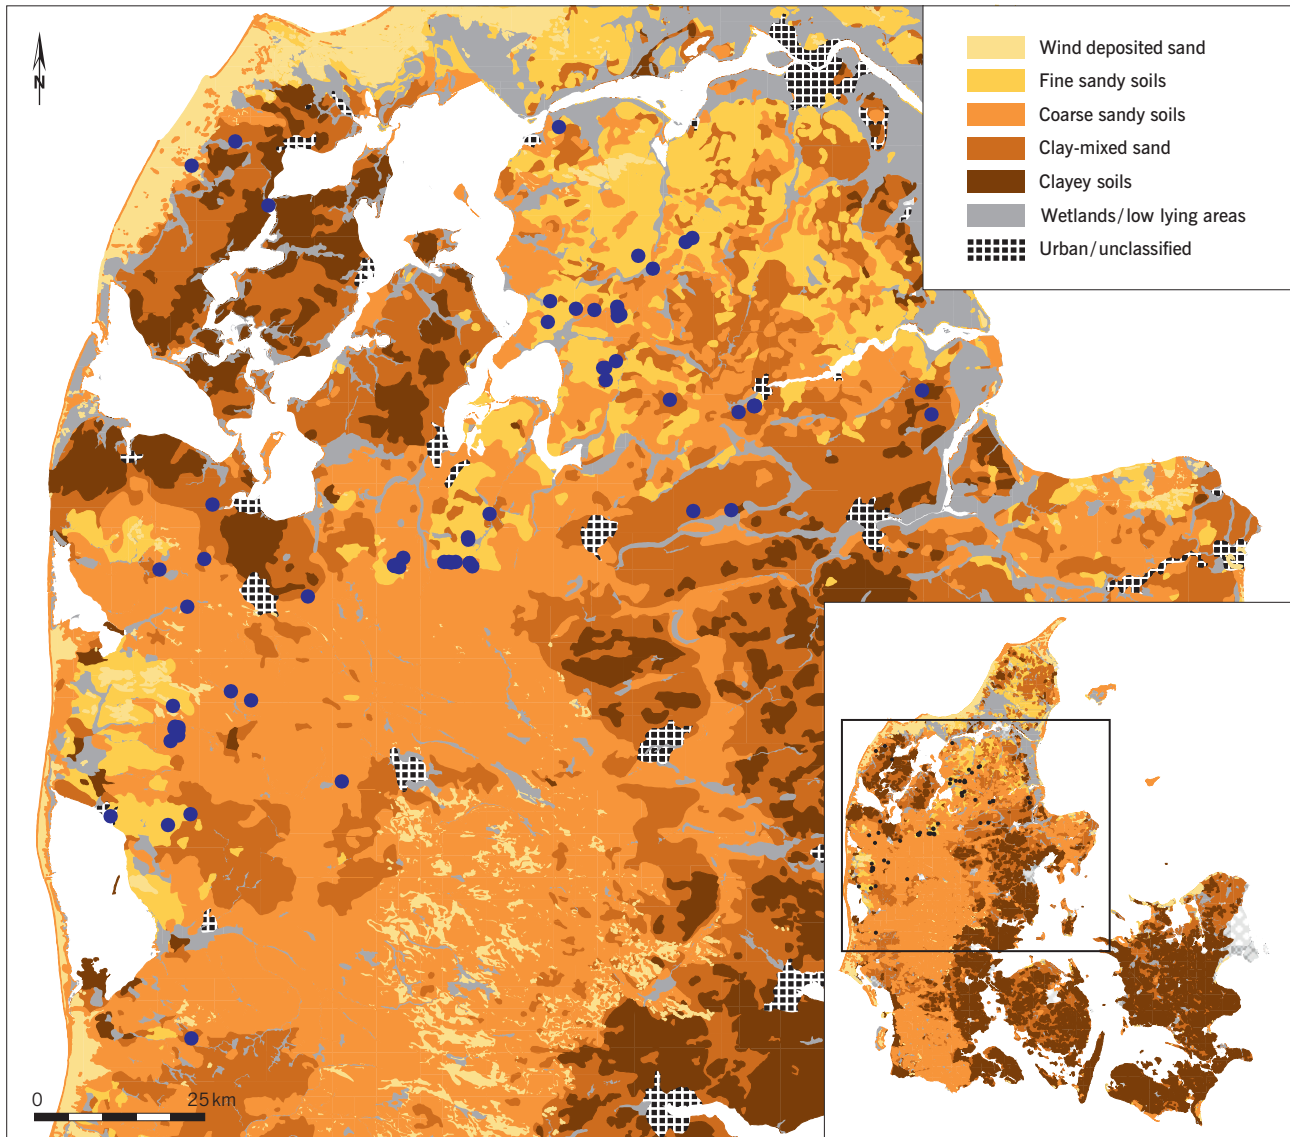 N
Wind deposited sand
Fine sandy soils
Coarse sandy soils
Clay-mixed sand
Clayey soils
Wetlands/low lying areas
Urban/unclassified
0 25 km